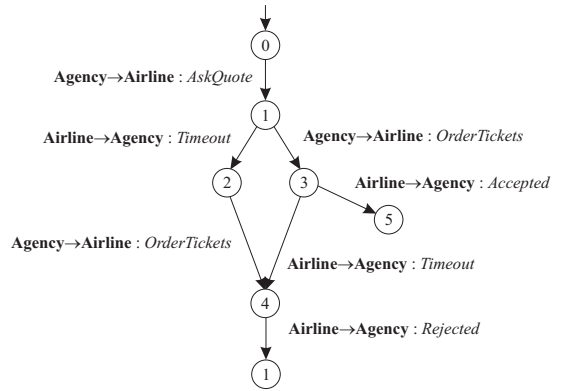 0
Agency→Airline : AskQuote
1
Airline→Agency : Timeout
Agency→Airline : OrderTickets
2
3
Airline→Agency : Accepted
5
Agency→Airline : OrderTickets
Airline→Agency : Timeout
4
Airline→Agency : Rejected
1